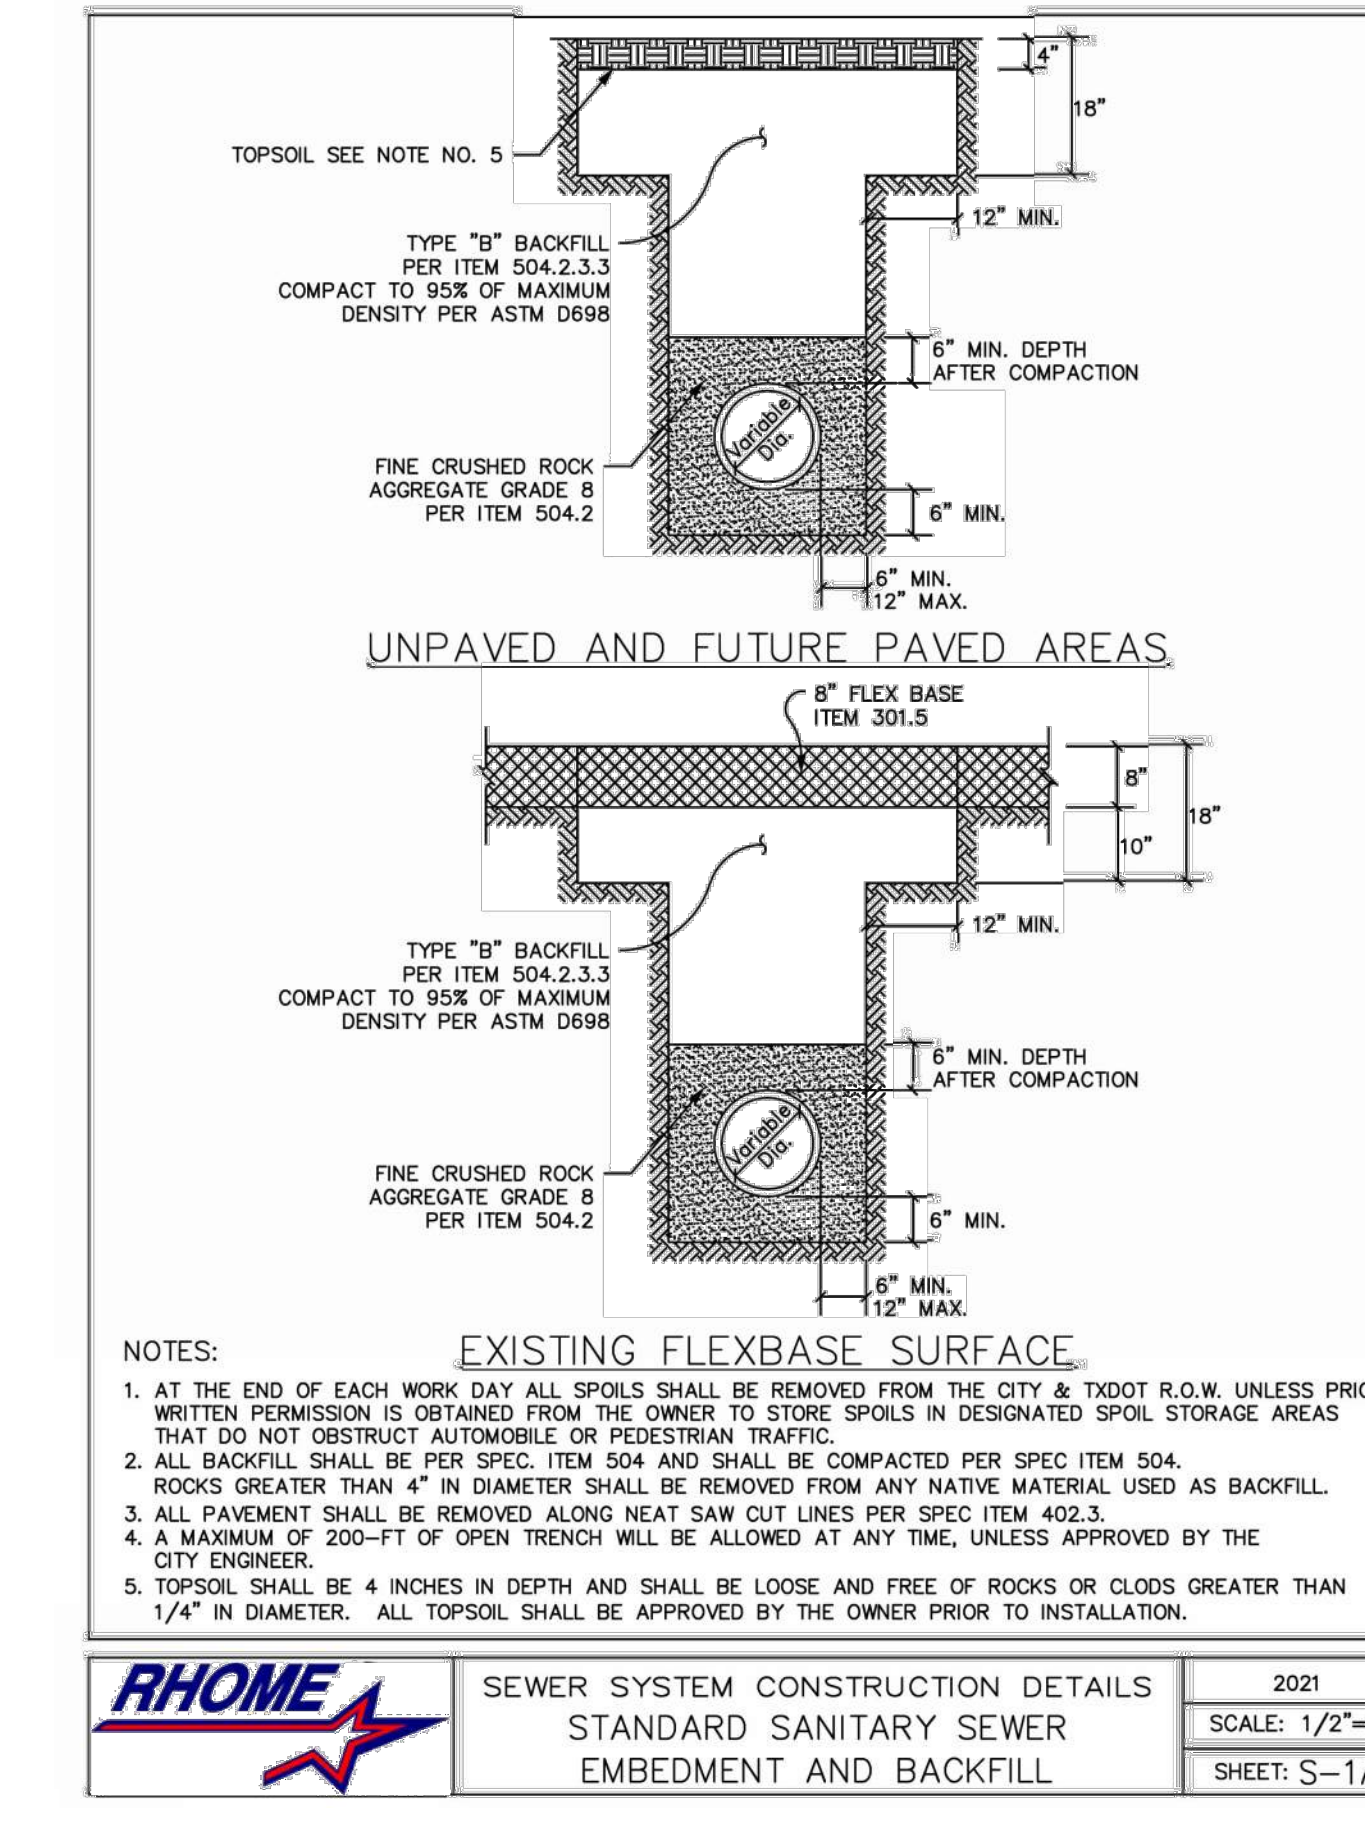 4"
18"
TOPSOIL SEE NOTE NO. 5
12" MIN.
TYPE "B" BACKFILL
PER ITEM 504.2.3.3
COMPACT TO 95% OF MAXIMUM
DENSITY PER ASTM D698
6" MIN. DEPTH
AFTER COMPACTION
Variable
Dia.
FINE CRUSHED ROCK
AGGREGATE GRADE 8
PER ITEM 504.2
6" MIN.
6" MIN.
12" MAX.
UNPAVED AND FUTURE PAVED AREAS
8" FLEX BASE
ITEM 301.5
8"
18"
10"
12" MIN.
TYPE "B" BACKFILL
PER ITEM 504.2.3.3
COMPACT TO 95% OF MAXIMUM
DENSITY PER ASTM D698
6" MIN. DEPTH
AFTER COMPACTION
Variable
Dia.
FINE CRUSHED ROCK
AGGREGATE GRADE 8
PER ITEM 504.2
6" MIN.
6" MIN.
12" MAX.
EXISTING FLEXBASE SURFACE
NOTES:
1. AT THE END OF EACH WORK DAY ALL SPOILS SHALL BE REMOVED FROM THE CITY & TXDOT R.O.W. UNLESS
WRITTEN PERMISSION IS OBTAINED FROM THE OWNER TO STORE SPOILS IN DESIGNATED SPOIL STORAGE AREAS
THAT DO NOT OBSTRUCT AUTOMOBILE OR PEDESTRIAN TRAFFIC.
2. ALL BACKFILL SHALL BE PER SPEC. ITEM 504 AND SHALL BE COMPACTED PER SPEC ITEM 504.
ROCKS GREATER THAN 4" IN DIAMETER SHALL BE REMOVED FROM ANY NATIVE MATERIAL USED AS BACKFILL.
3. ALL PAVEMENT SHALL BE REMOVED ALONG NEAT SAW CUT LINES PER SPEC ITEM 402.3.
4. A MAXIMUM OF 200-FT OF OPEN TRENCH WILL BE ALLOWED AT ANY TIME, UNLESS APPROVED BY THE
CITY ENGINEER.
5. TOPSOIL SHALL BE 4 INCHES IN DEPTH AND SHALL BE LOOSE AND FREE OF ROCKS OR CLODS GREATER THAN
1/4" IN DIAMETER. ALL TOPSOIL SHALL BE APPROVED BY THE OWNER PRIOR TO INSTALLATION.
RHOME
SEWER SYSTEM CONSTRUCTION DETAILS
STANDARD SANITARY SEWER
EMBEDMENT AND BACKFILL
2021
SCALE: 1/2"=
SHEET: S-1